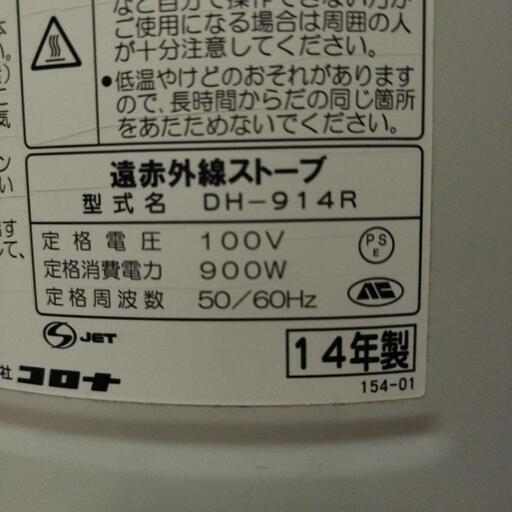 など自分で操作できない方が
ご使用になる場合は周囲の人
が十分注意してください。
•低温やけどのおそれがあります
ので、長時間からだの同じ箇所
をあたためないでください。
遠赤外線ストーブ
型式名 DH-914R
定格電圧 100V
定格消費電力 900W
定格周波数 50/60Hz
PSE
S JET
14年製
社 コロナ
154-01